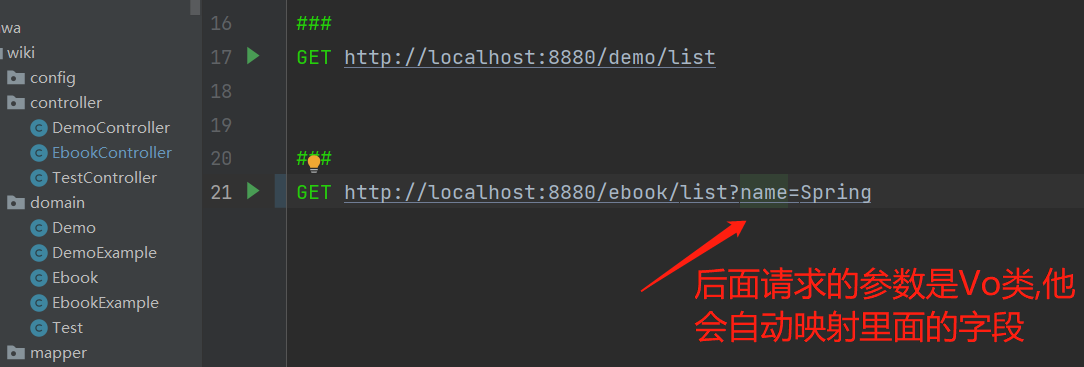 wa
wiki
config
controller
DemoController
EbookController
TestController
domain
Demo
DemoExample
Ebook
EbookExample
Test
mapper
16 ###
17 GET http://localhost:8880/demo/list
18
19
20 ###
21 GET http://localhost:8880/ebook/list?name=Spring
后面请求的参数是Vo类,他
会自动映射里面的字段